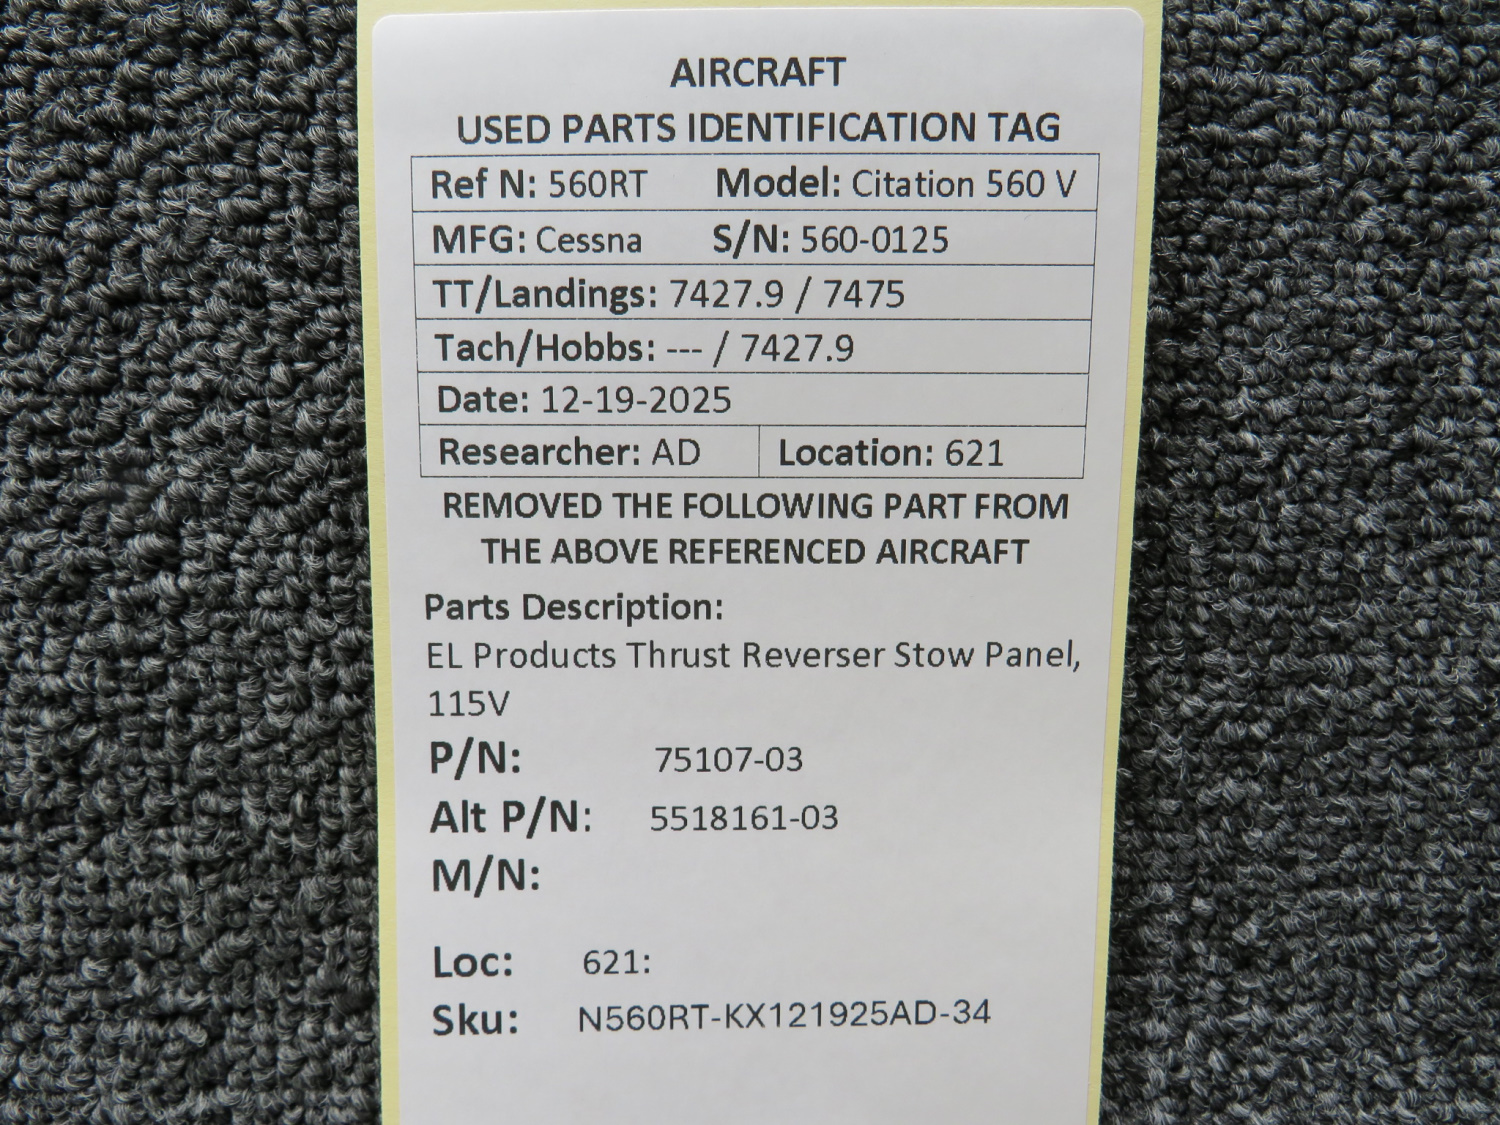 AIRCRAFT
USED PARTS IDENTIFICATION TAG
Ref N: 560RT Model: Citation 560 V
MFG: Cessna S/N: 560-0125
TT/Landings: 7427.9 / 7475
Tach/Hobbs: --- / 7427.9
Date: 12-19-2025
Researcher: AD Location: 621
REMOVED THE FOLLOWING PART FROM
THE ABOVE REFERENCED AIRCRAFT
Parts Description:
EL Products Thrust Reverser Stow Panel,
115V
P/N: 75107-03
Alt P/N: 5518161-03
M/N:
Loc: 621:
Sku: N560RT-KX121925AD-34